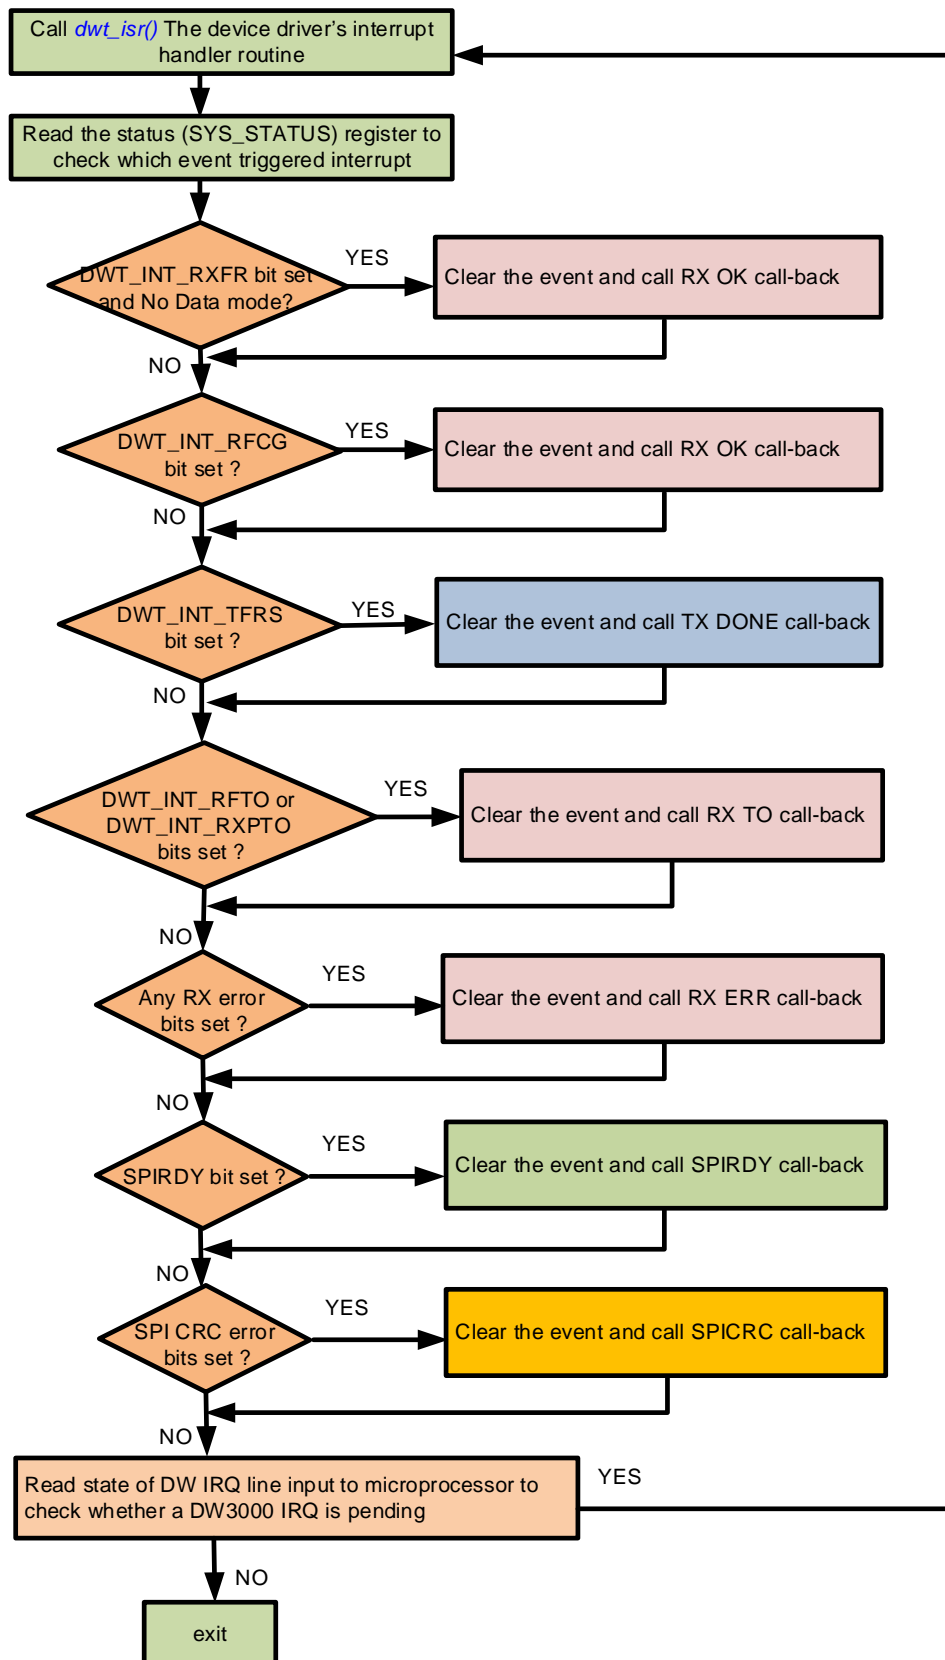 Call dwt_isr() The device driver's interrupt
handler routine
Read the status (SYS_STATUS) register to
check which event triggered interrupt
DWT_INT_RXFR bit set
and No Data mode?
YES
Clear the event and call RX OK call-back
NO
DWT_INT_RFCG
bit set ?
YES
Clear the event and call RX OK call-back
NO
DWT_INT_TFRS
bit set ?
YES
Clear the event and call TX DONE call-back
NO
DWT_INT_RFTO or
DWT_INT_RXPTO
bits set ?
YES
Clear the event and call RX TO call-back
NO
Any RX error
bits set ?
YES
Clear the event and call RX ERR call-back
NO
SPIRDY bit set ?
YES
Clear the event and call SPIRDY call-back
NO
SPI CRC error
bits set ?
YES
Clear the event and call SPICRC call-back
NO
Read state of DW IRQ line input to microprocessor to
check whether a DW3000 IRQ is pending
YES
NO
exit